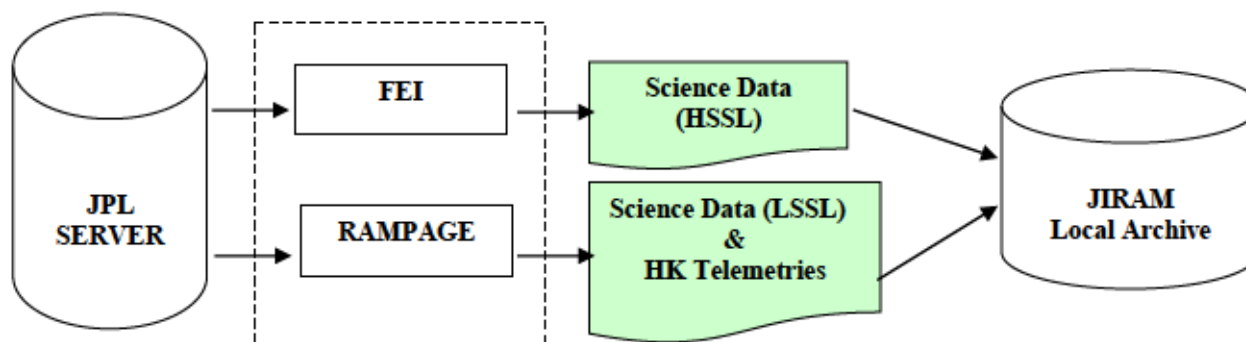 JPL
SERVER
FEI
RAMPAGE
Science Data
(HSSL)
Science Data (LSSL)
&
HK Telemetries
JIRAM
Local Archive